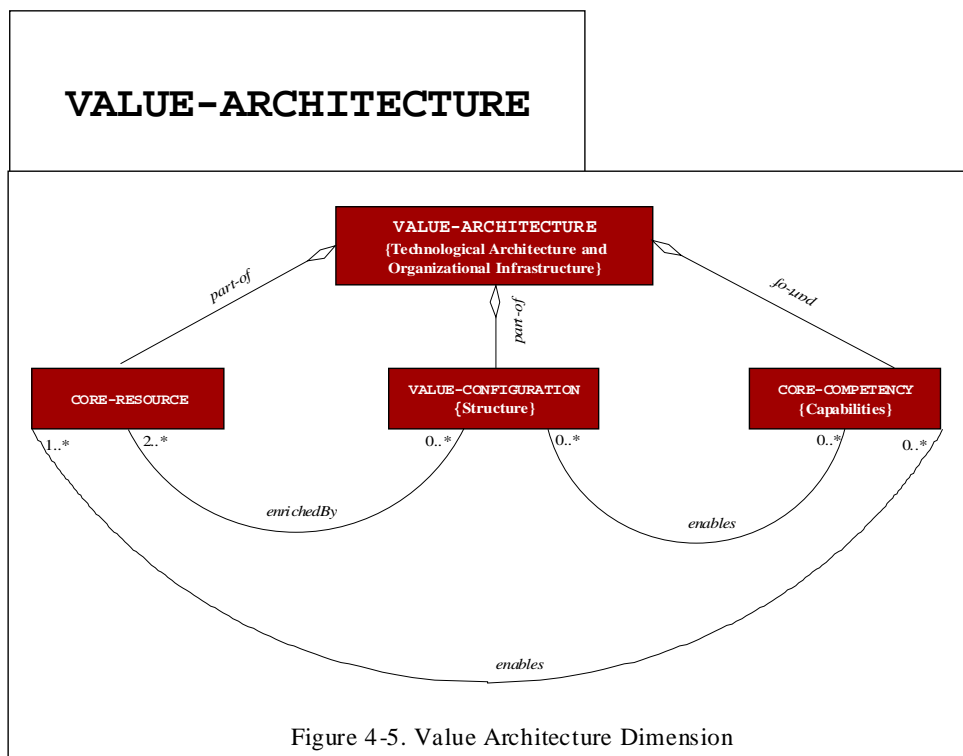 VALUE-ARCHITECTURE
VALUE-ARCHITECTURE
{Technological Architecture and
Organizational Infrastructure}
part-of
part-of
part-of
CORE-RESOURCE
VALUE-CONFIGURATION
{Structure}
CORE-COMPETENCY
{Capabilities}
1..*
2..*
0..*
0..*
0..*
0..*
enrichedBy
enables
enables
Figure 4-5. Value Architecture Dimension